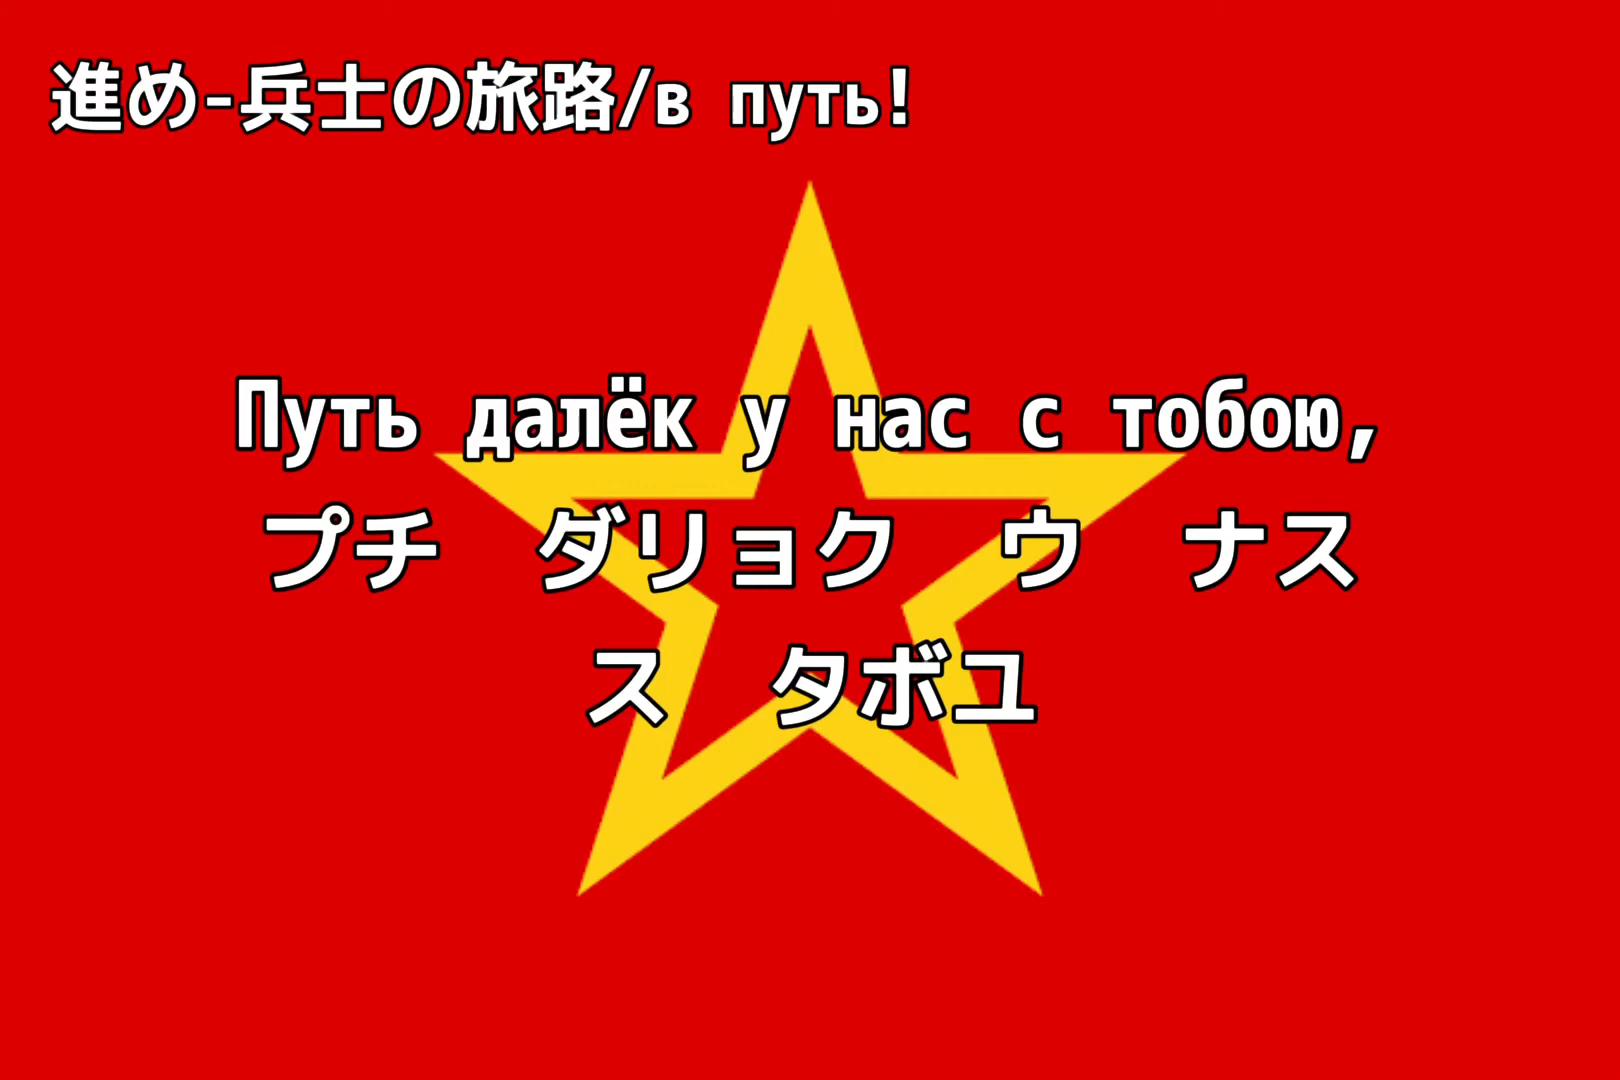 進め-兵士の旅路/в путь!
Путь далёк у нас с тобою,
プチ　ダリョク　ウ　ナス
ス　タボユ